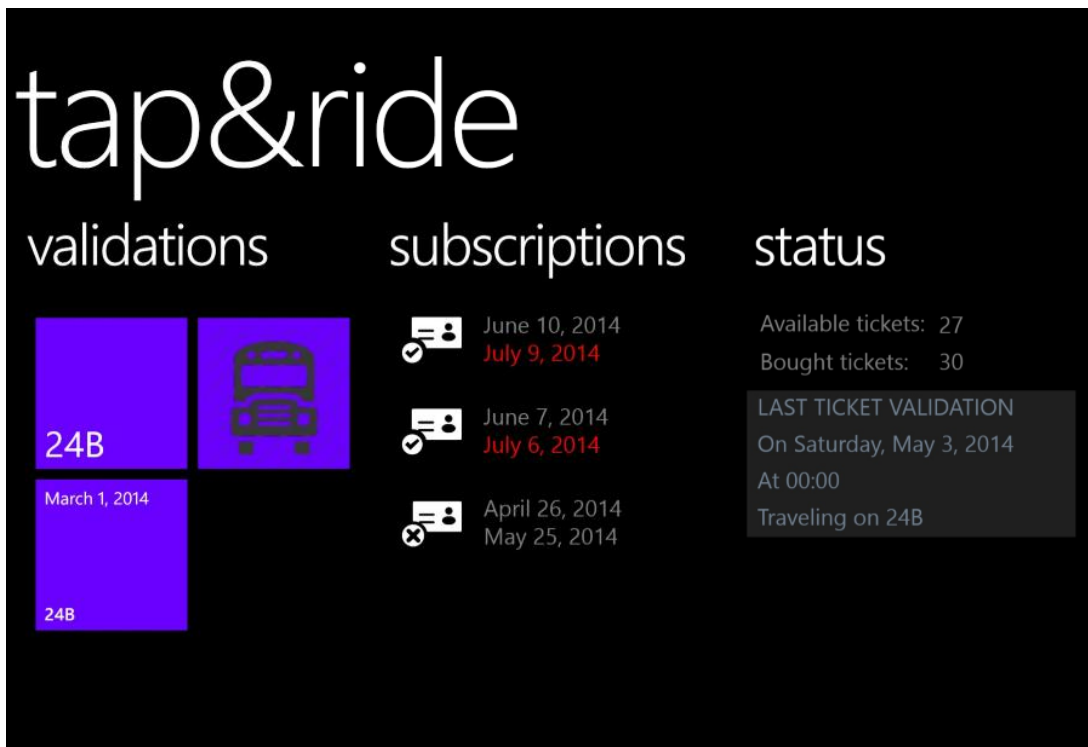 tap&ride
validations
24B
March 1, 2014
24B
subscriptions
June 10, 2014
July 9, 2014
June 7, 2014
July 6, 2014
April 26, 2014
May 25, 2014
status
Available tickets: 27
Bought tickets: 30
LAST TICKET VALIDATION
On Saturday, May 3, 2014
At 00:00
Traveling on 24B